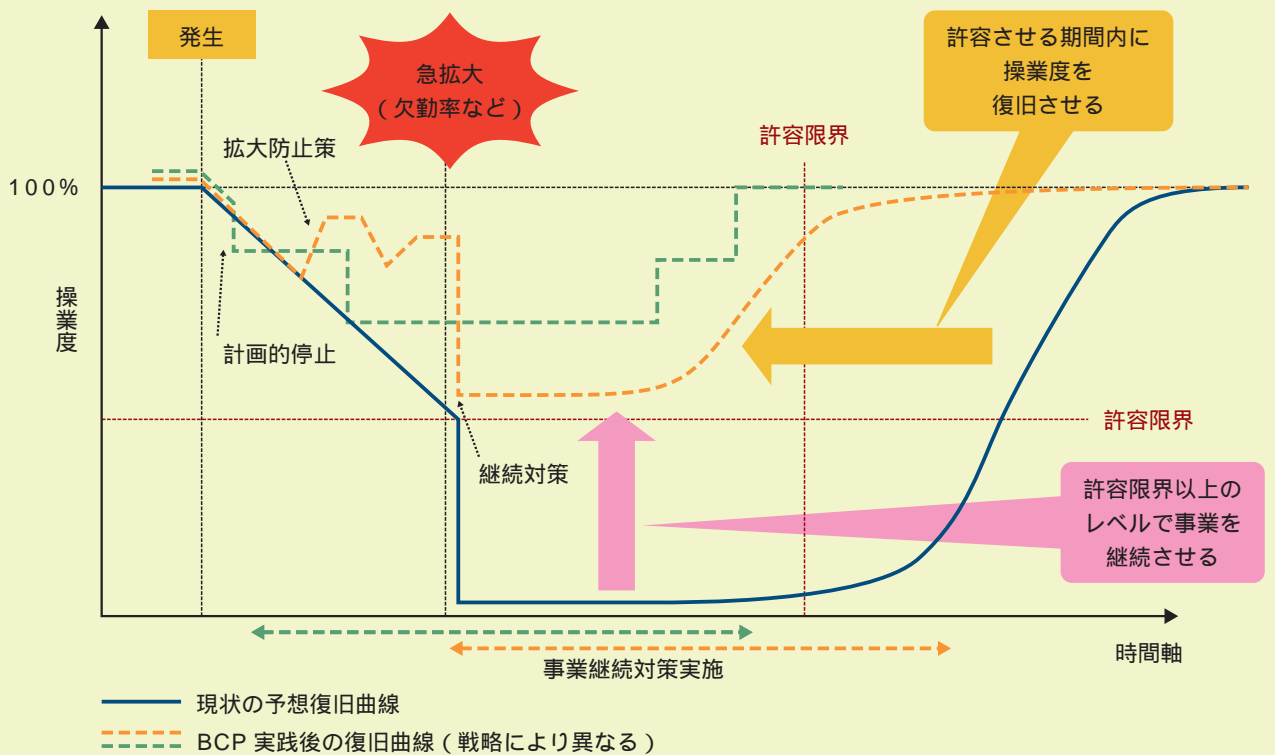 発生
急拡大
（欠勤率など）
許容させる期間内に
操業度を
復旧させる
拡大防止策
許容限界
100%
操業度
計画的停止
継続対策
許容限界
許容限界以上の
レベルで事業を
継続させる
時間軸
事業継続対策実施
現状の予想復旧曲線
BCP 実践後の復旧曲線（戦略により異なる）